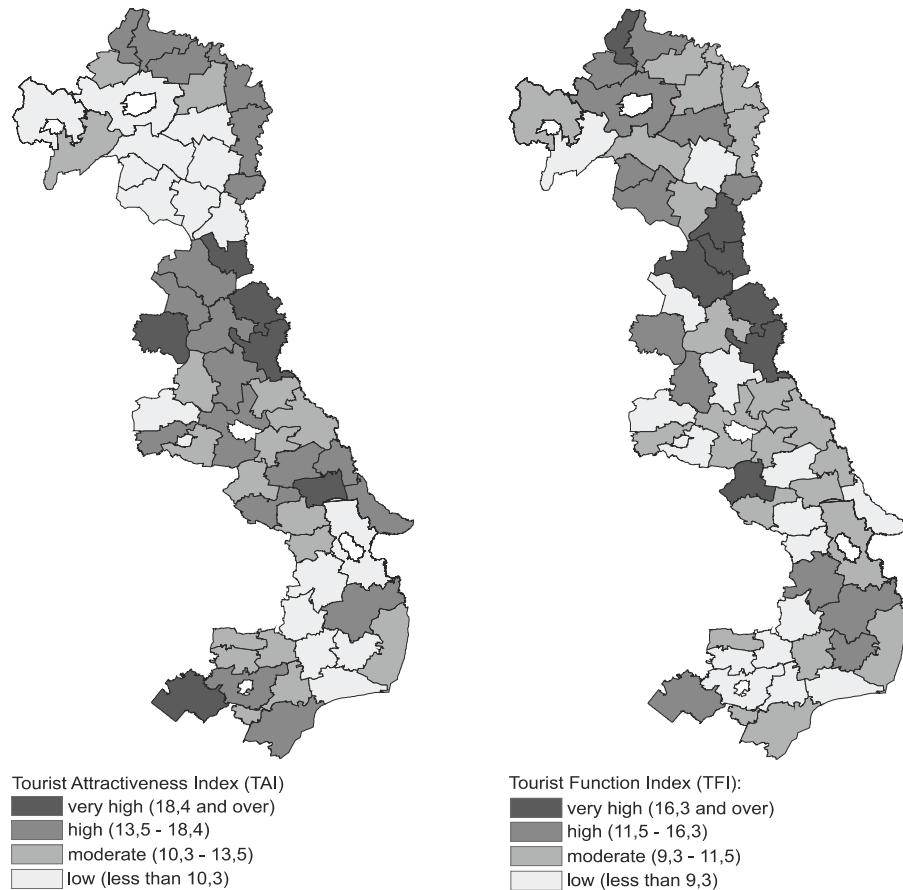 Tourist Attractiveness Index (TAI)
very high (18,4 and over)
high (13,5 - 18,4)
moderate (10,3 - 13,5)
low (less than 10,3)
Tourist Function Index (TFI):
very high (16,3 and over)
high (11,5 - 16,3)
moderate (9,3 - 11,5)
low (less than 9,3)